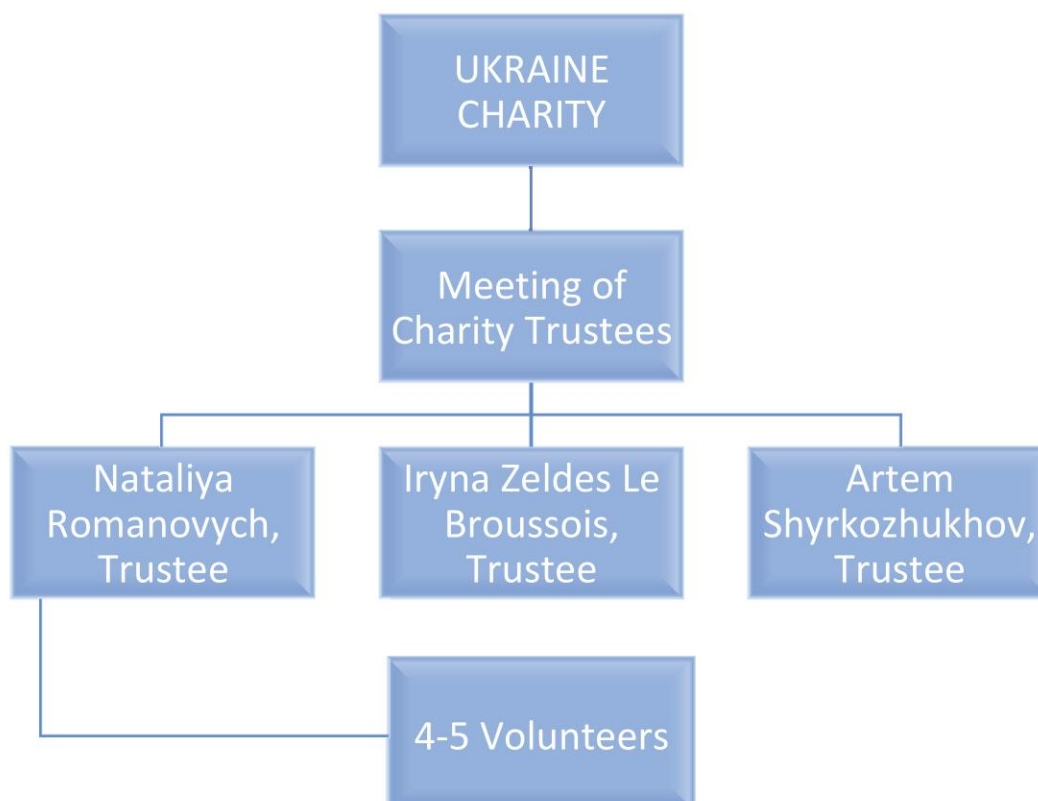 UKRAINE
CHARITY
Meeting of
Charity Trustees
Nataliya
Romanovych,
Trustee
Iryna Zeldes Le
Broussois,
Trustee
Artem
Shyrkozhukhov,
Trustee
4-5 Volunteers